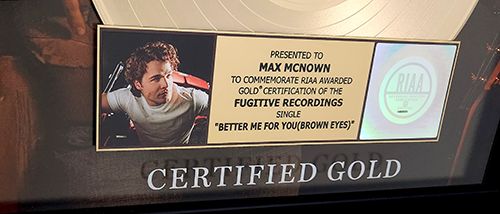 PRESENTED TO
MAX MCNOWN
TO COMMEMORATE RIAA AWARDED
GOLD® CERTIFICATION OF THE
FUGITIVE RECORDINGS
SINGLE
"BETTER ME FOR YOU(BROWN EYES)"
RIAA
CERTIFIED GOLD